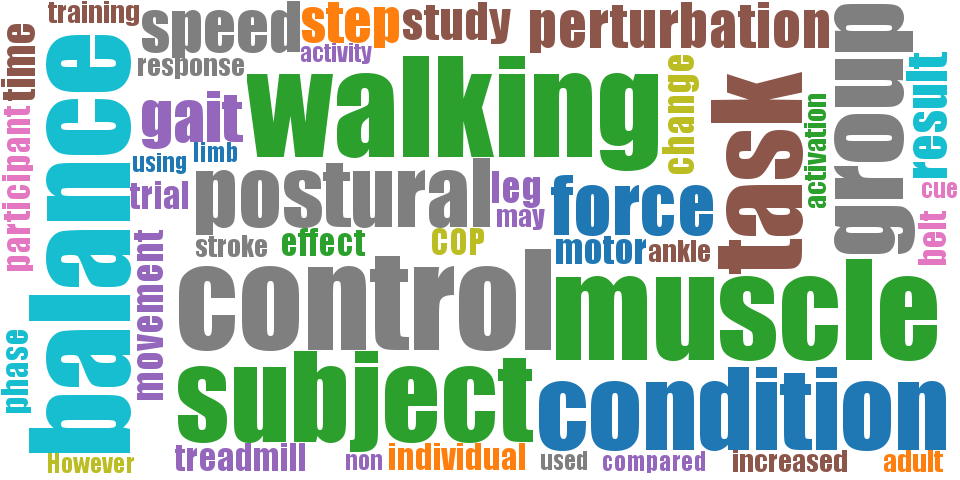 training
speed
step
study
perturbation
group
time
response
activity
walking
change
task
result
balance
gait
activation
participant
using
limb
trial
postural
leg
may
force
cue
belt
stroke
effect
COP
motor
ankle
movement
control
muscle
phase
subject
condition
However
treadmill
non
individual
used
compared
increased
adult